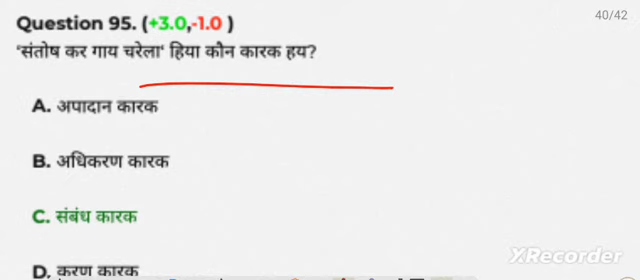 40/42
Question 95. (+3.0,-1.0 )
'संतोष कर गाय चरेला' हिया कौन कारक हय?
A. अपादान कारक
B. अधिकरण कारक
C. संबंध कारक
D. करण कारक
XRecorder